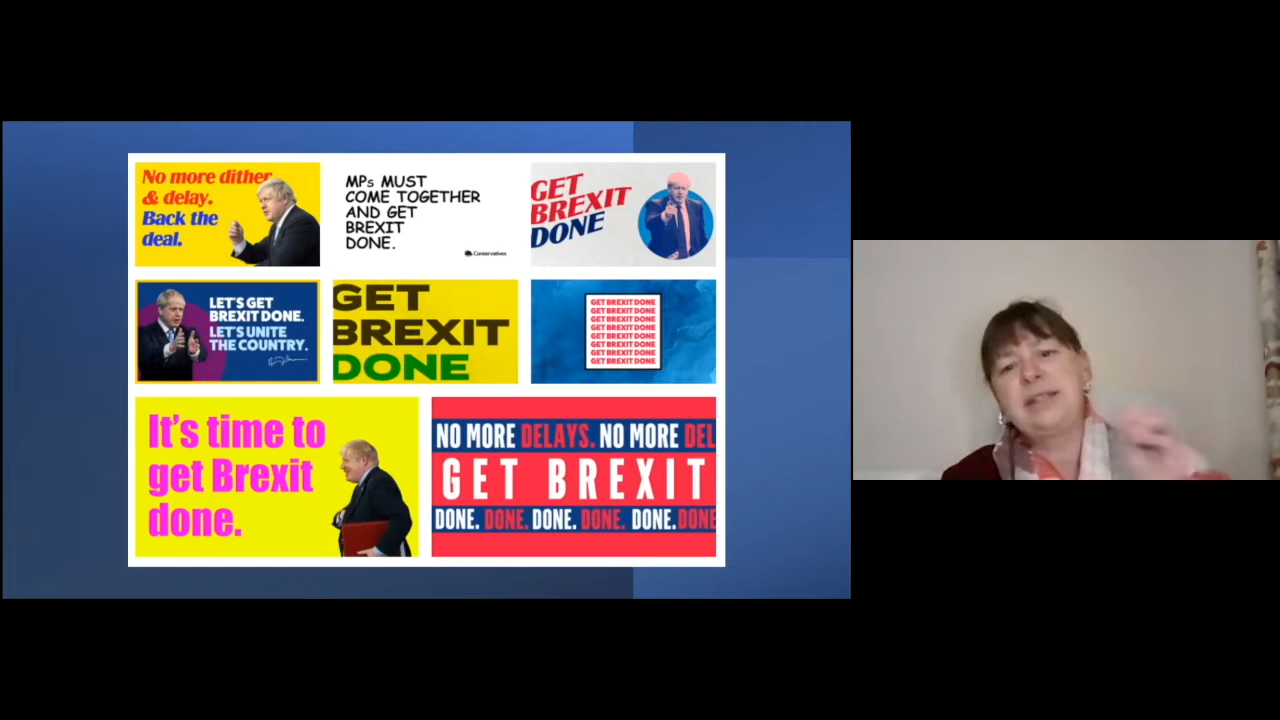 No more dither
& delay.
Back the
deal.
MPs MUST
COME TOGETHER
AND GET
BREXIT
DONE.
Conservatives
GET
BREXIT
DONE
LET'S GET
BREXIT DONE.
LET'S UNITE
THE COUNTRY.
GET
BREXIT
DONE
GET BREXIT DONE
GET BREXIT DONE
GET BREXIT DONE
GET BREXIT DONE
GET BREXIT DONE
GET BREXIT DONE
GET BREXIT DONE
GET BREXIT DONE
It's time to
get Brexit
done.
NO MORE DELAYS. NO MORE DEL
GET BREXIT
DONE. DONE. DONE. DONE. DONE. DONE